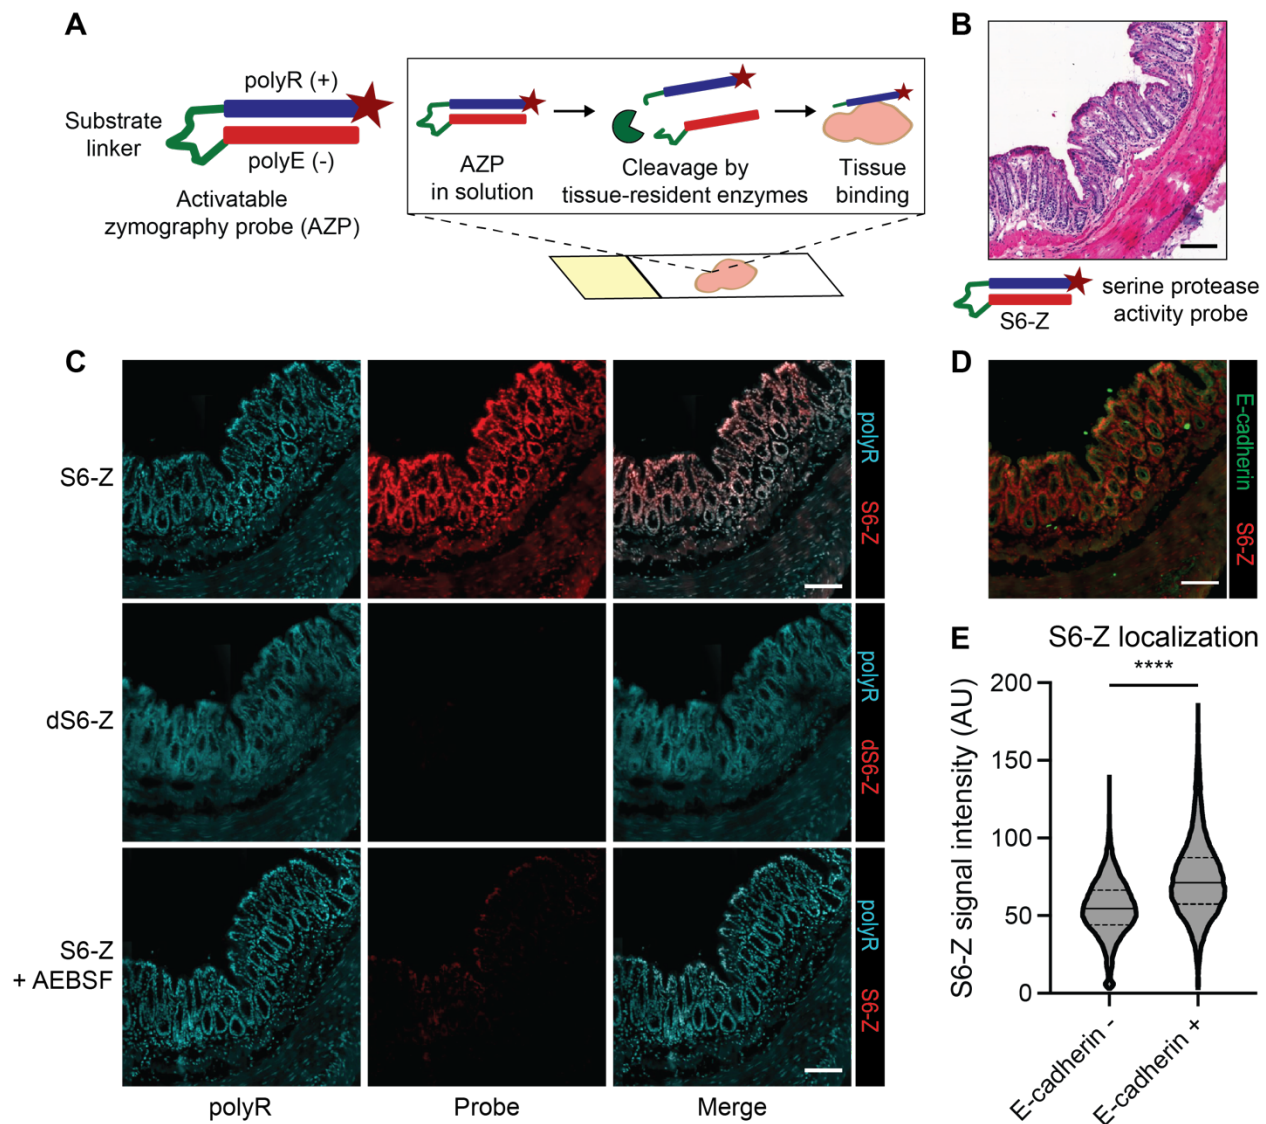 A
polyR (+)
Substrate
linker
polyE (-)
Activatable
zymography probe (AZP)
AZP
in solution
Cleavage by
tissue-resident enzymes
Tissue
binding
B
S6-Z
serine protease
activity probe
C
S6-Z
polyR S6-Z
dS6-Z
polyR dS6-Z
S6-Z
+ AEBSF
polyR S6-Z
polyR
Probe
Merge
D
E-cadherin S6-Z
E
S6-Z localization
****
S6-Z signal intensity (AU)
200
150
100
50
0
E-cadherin -
E-cadherin +